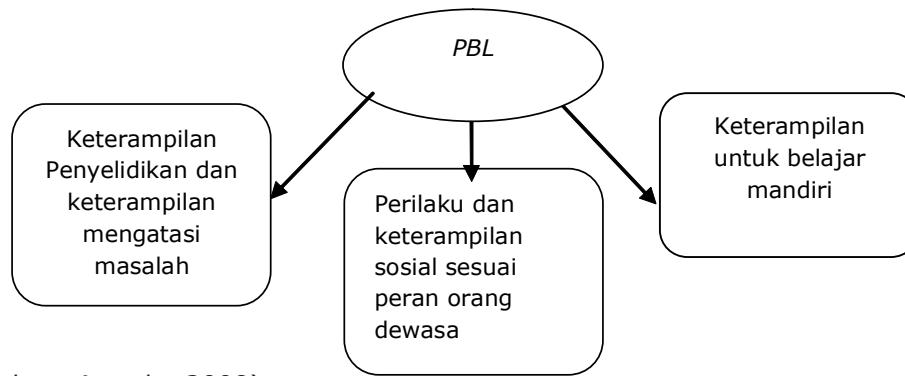 PBL
Keterampilan
Penyelidikan dan
keterampilan
mengatasi
masalah
Perilaku dan
keterampilan
sosial sesuai
peran orang
dewasa
Keterampilan
untuk belajar
mandiri